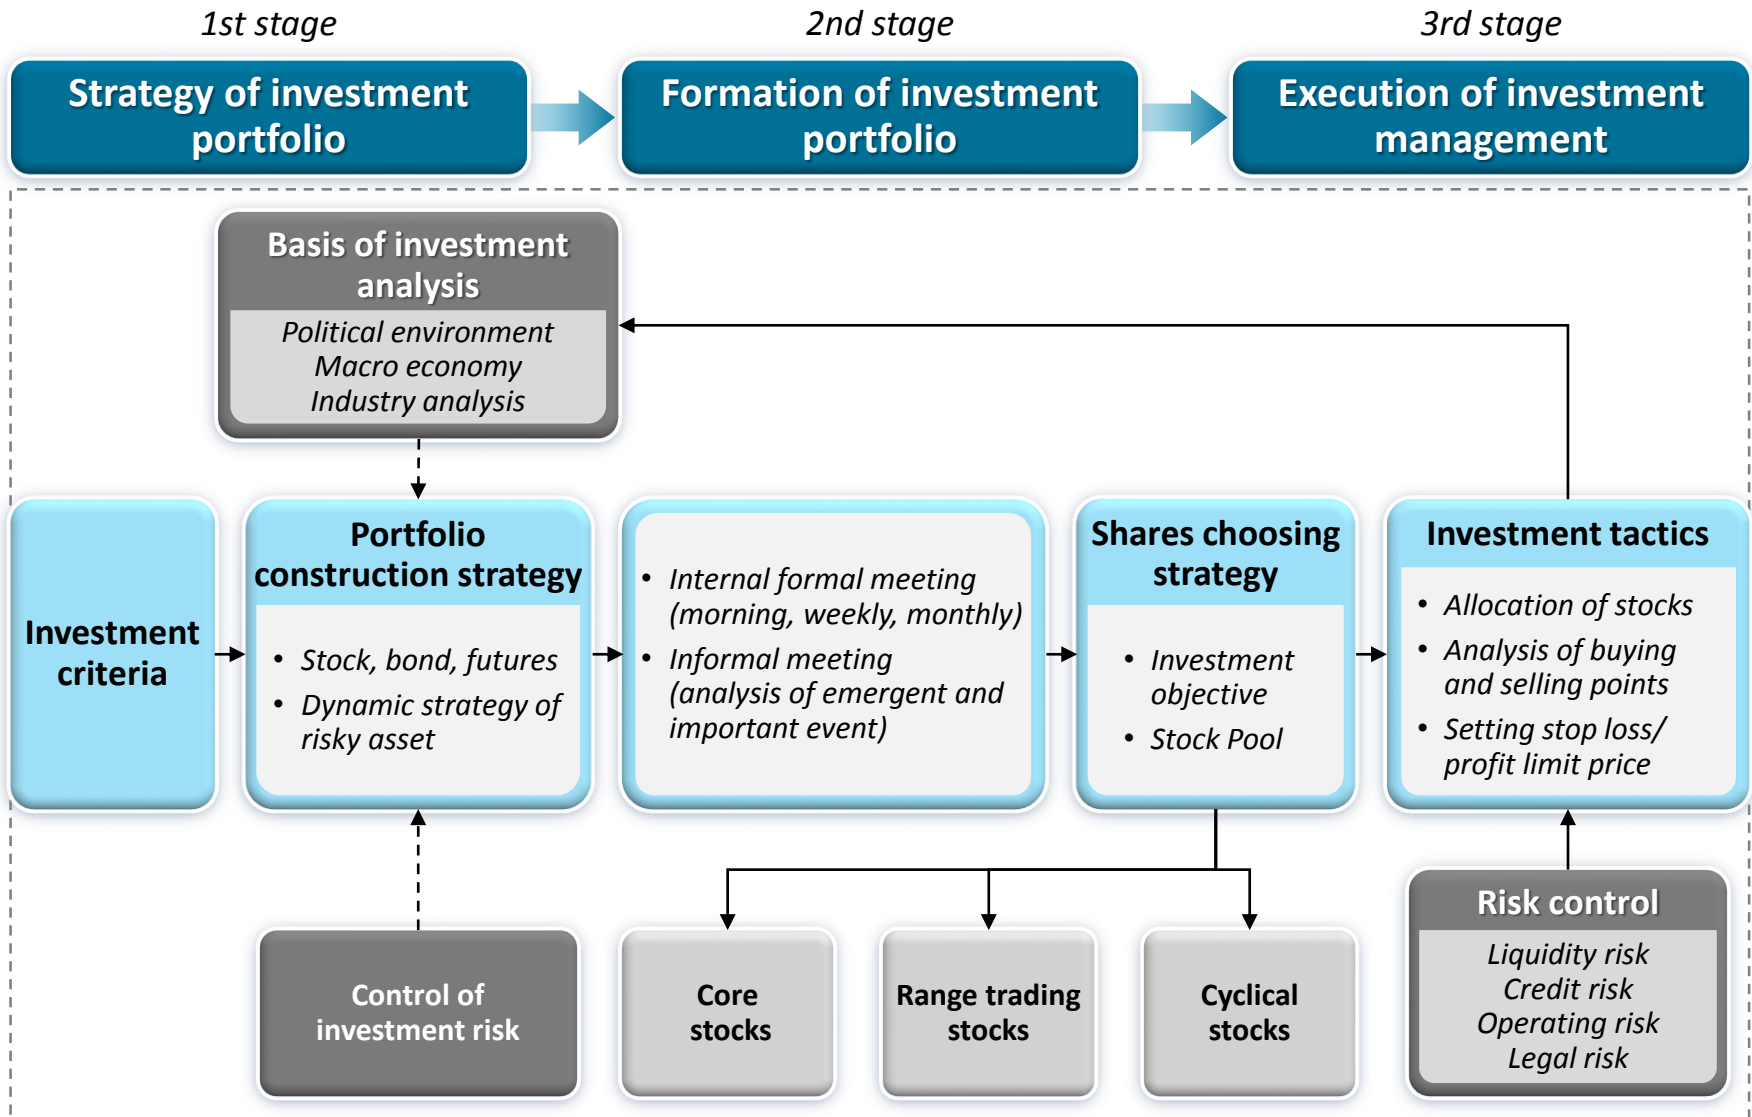 1st stage
2nd stage
3rd stage
Strategy of investment
portfolio
Formation of investment
portfolio
Execution of investment
management
Basis of investment
analysis
Political environment
Macro economy
Industry analysis
Investment
criteria
Portfolio
construction strategy
• Stock, bond, futures
• Dynamic strategy of
risky asset
• Internal formal meeting
(morning, weekly, monthly)
• Informal meeting
(analysis of emergent and
important event)
Shares choosing
strategy
• Investment
objective
• Stock Pool
Investment tactics
• Allocation of stocks
• Analysis of buying
and selling points
• Setting stop loss/
profit limit price
Control of
investment risk
Core
stocks
Range trading
stocks
Cyclical
stocks
Risk control
Liquidity risk
Credit risk
Operating risk
Legal risk